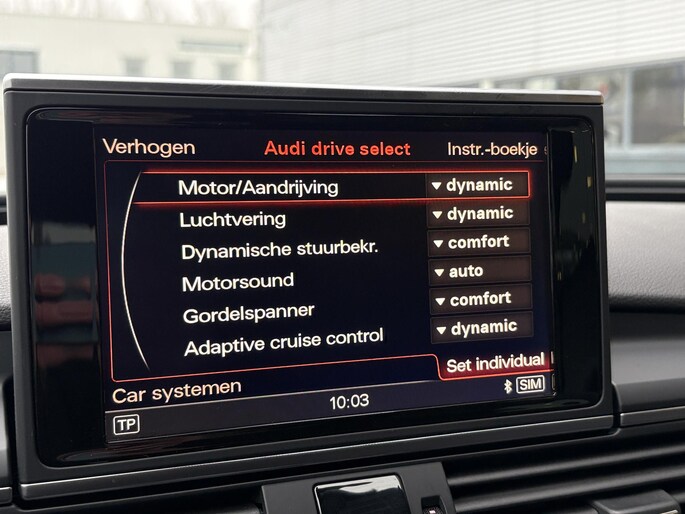 Verhogen Audi drive select Instr.-boekje
Motor/Aandrijving dynamic
Luchtvering dynamic
Dynamische stuurbekr. comfort
Motorsound auto
Gordelspanner comfort
Adaptive cruise control dynamic
Set individual
Car systemen
10:03 SIM
TP